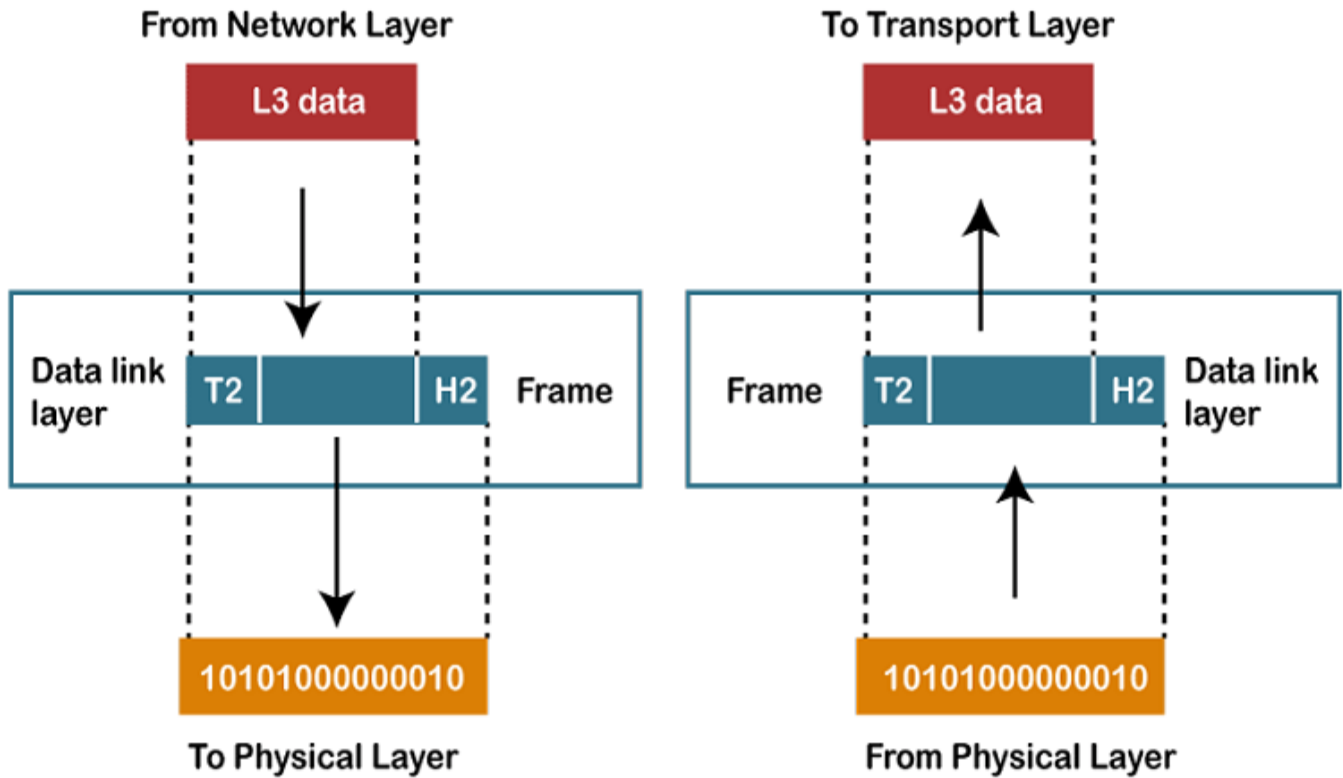 From Network Layer
L3 data
Data link
layer
T2
H2
Frame
10101000000010
To Physical Layer
To Transport Layer
L3 data
Frame
T2
H2
Data link
layer
10101000000010
From Physical Layer